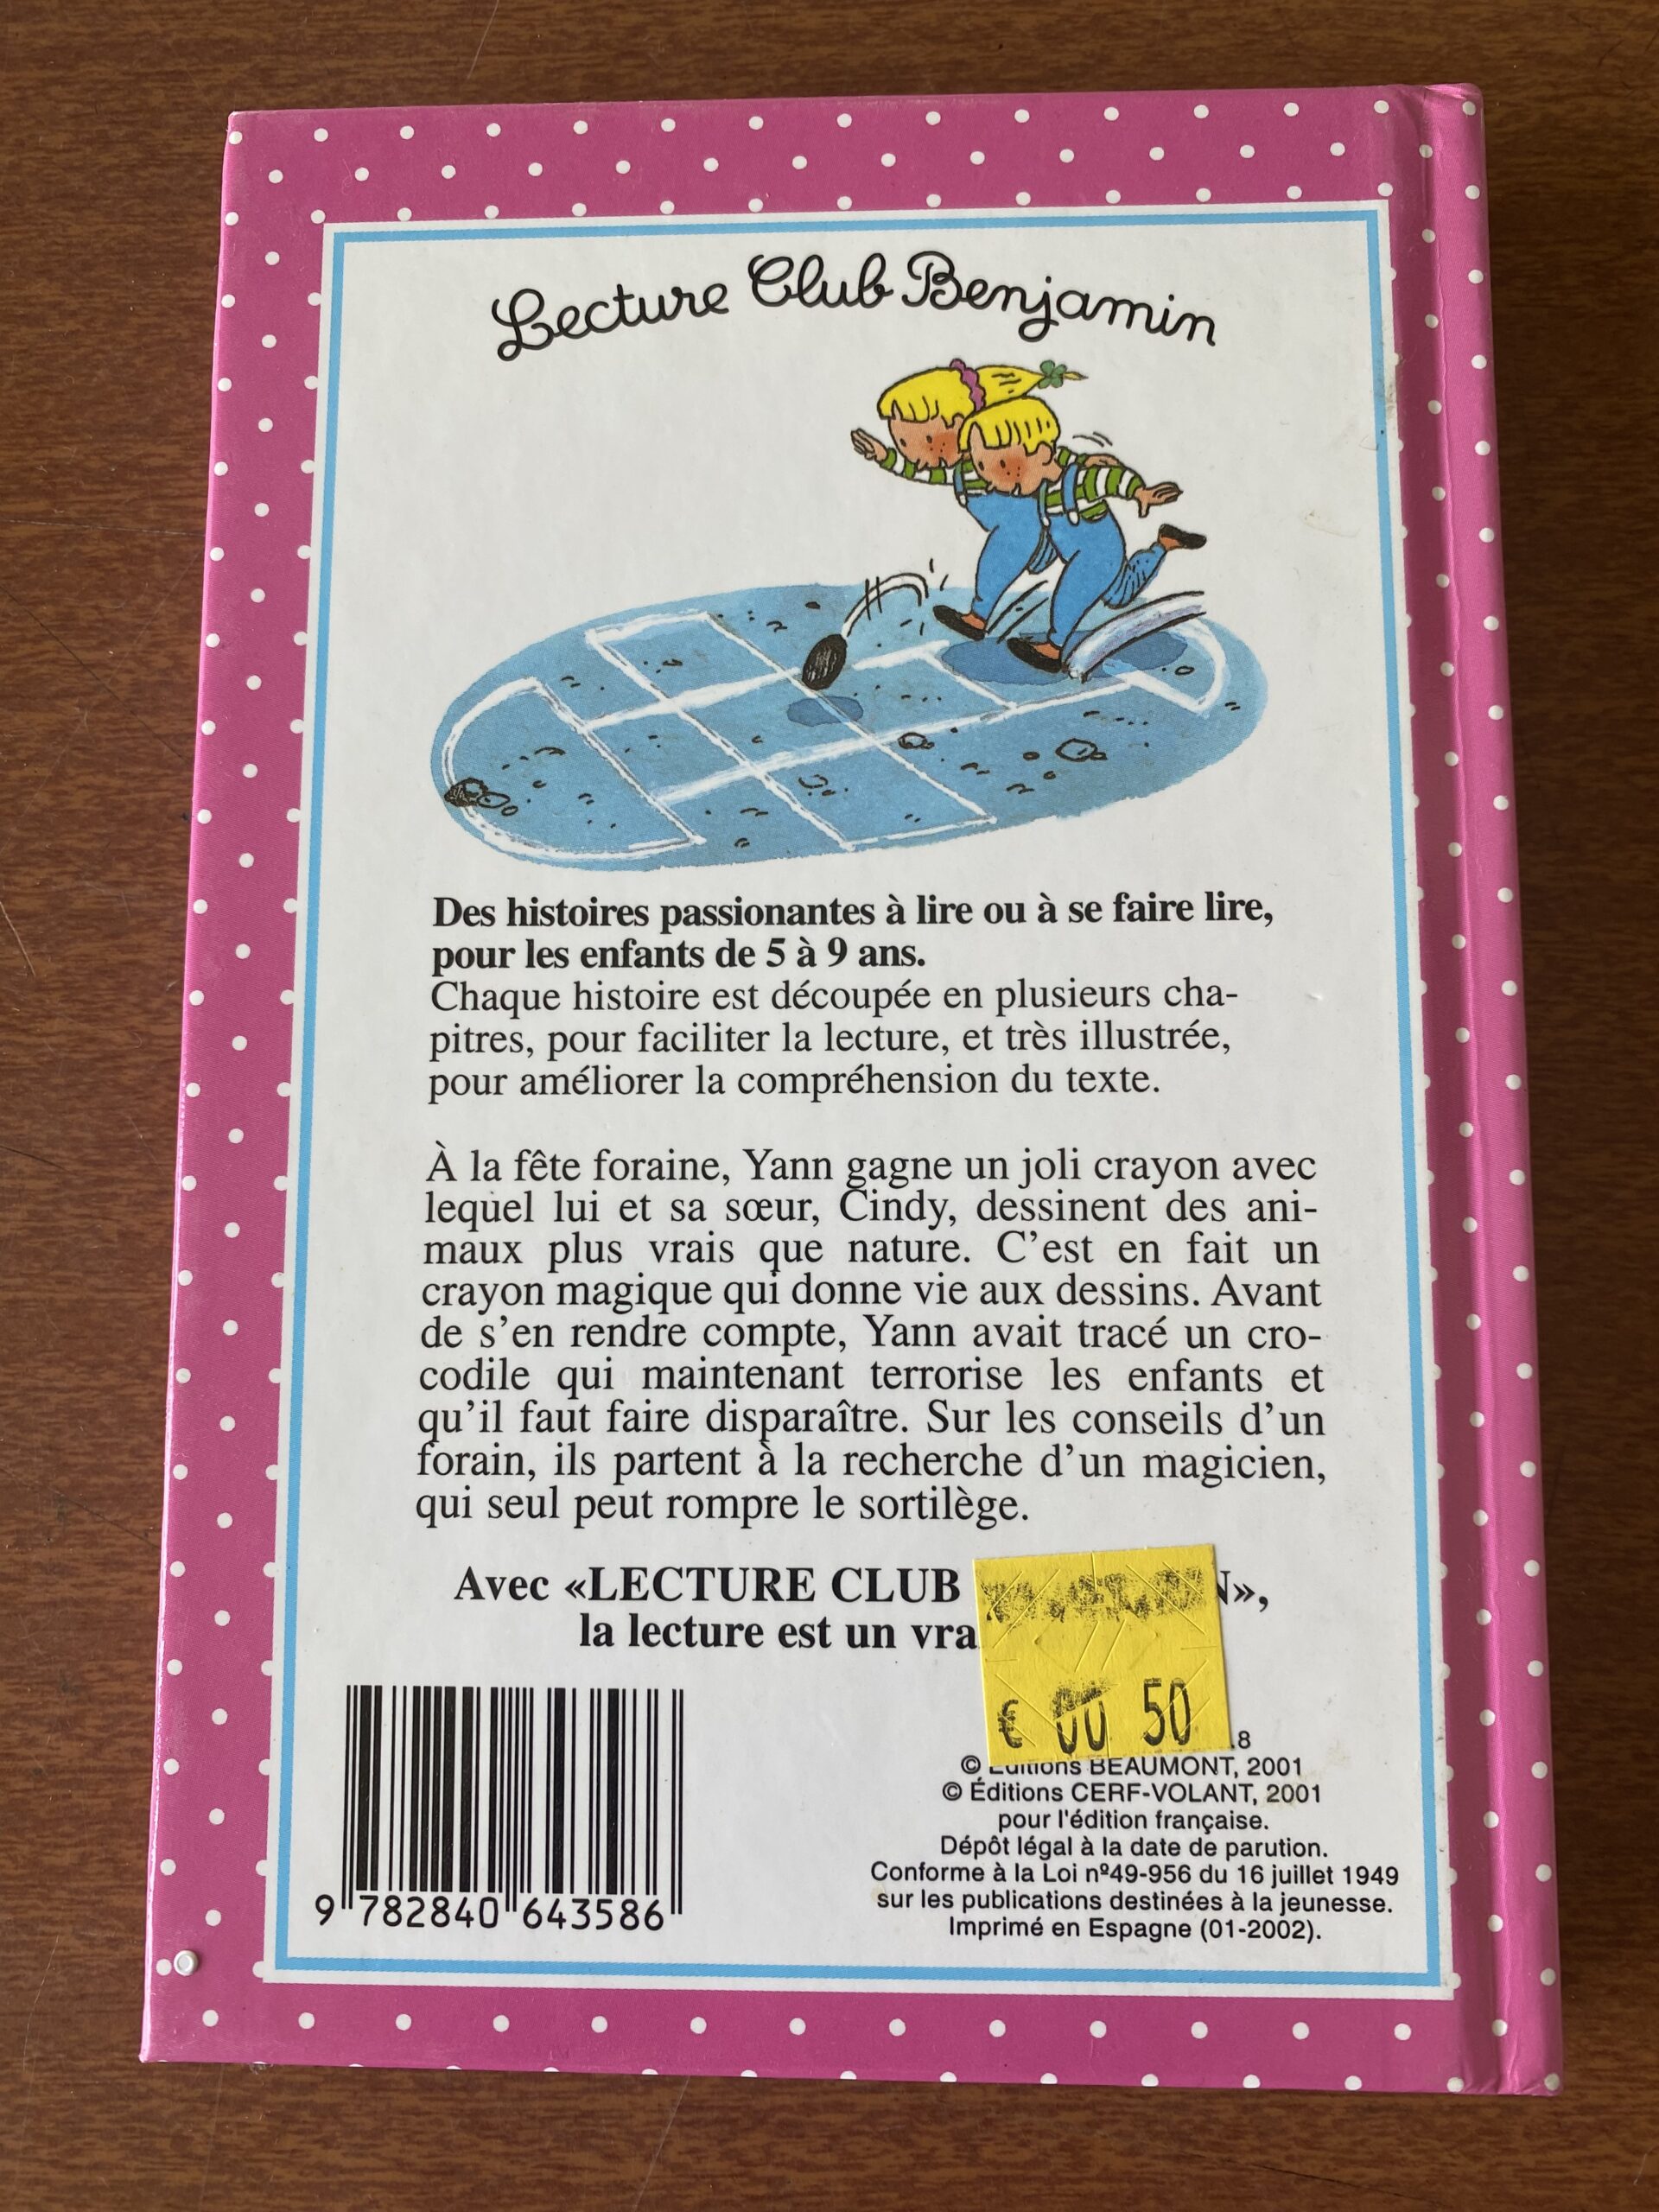 Lecture Club Benjamin
Des histoires passionantes à lire ou à se faire lire,
pour les enfants de 5 à 9 ans.
Chaque histoire est découpée en plusieurs cha-
pitres, pour faciliter la lecture, et très illustrée,
pour améliorer la compréhension du texte.
À la fête foraine, Yann gagne un joli crayon avec
lequel lui et sa sœur, Cindy, dessinent des ani-
maux plus vrais que nature. C'est en fait un
crayon magique qui donne vie aux dessins. Avant
de s'en rendre compte, Yann avait tracé un cro-
codile qui maintenant terrorise les enfants et
qu'il faut faire disparaître. Sur les conseils d'un
forain, ils partent à la recherche d'un magicien,
qui seul peut rompre le sortilège.
Avec «LECTURE CLUB N»,
la lecture est un
€ 00 50
.8
© Éditions BEAUMONT, 2001
© Éditions CERF-VOLANT, 2001
pour l'édition française.
Dépôt légal à la date de parution.
Conforme à la Loi nº49-956 du 16 juillet 1949
sur les publications destinées à la jeunesse.
Imprimé en Espagne (01-2002).
9 782840 643586